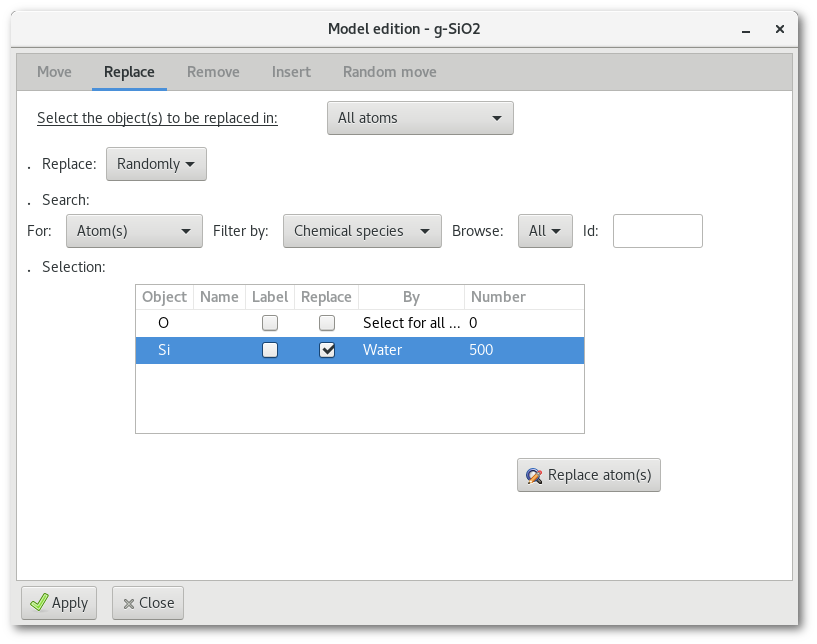 Model edition - g-SiO2
Move Replace Remove Insert Random move
Select the object(s) to be replaced in: All atoms
. Replace: Randomly
. Search:
For: Atom(s) Filter by: Chemical species Browse: All Id:
. Selection:
Object Name Label Replace By Number
O Select for all ... 0
Si Water 500
Replace atom(s)
Apply Close